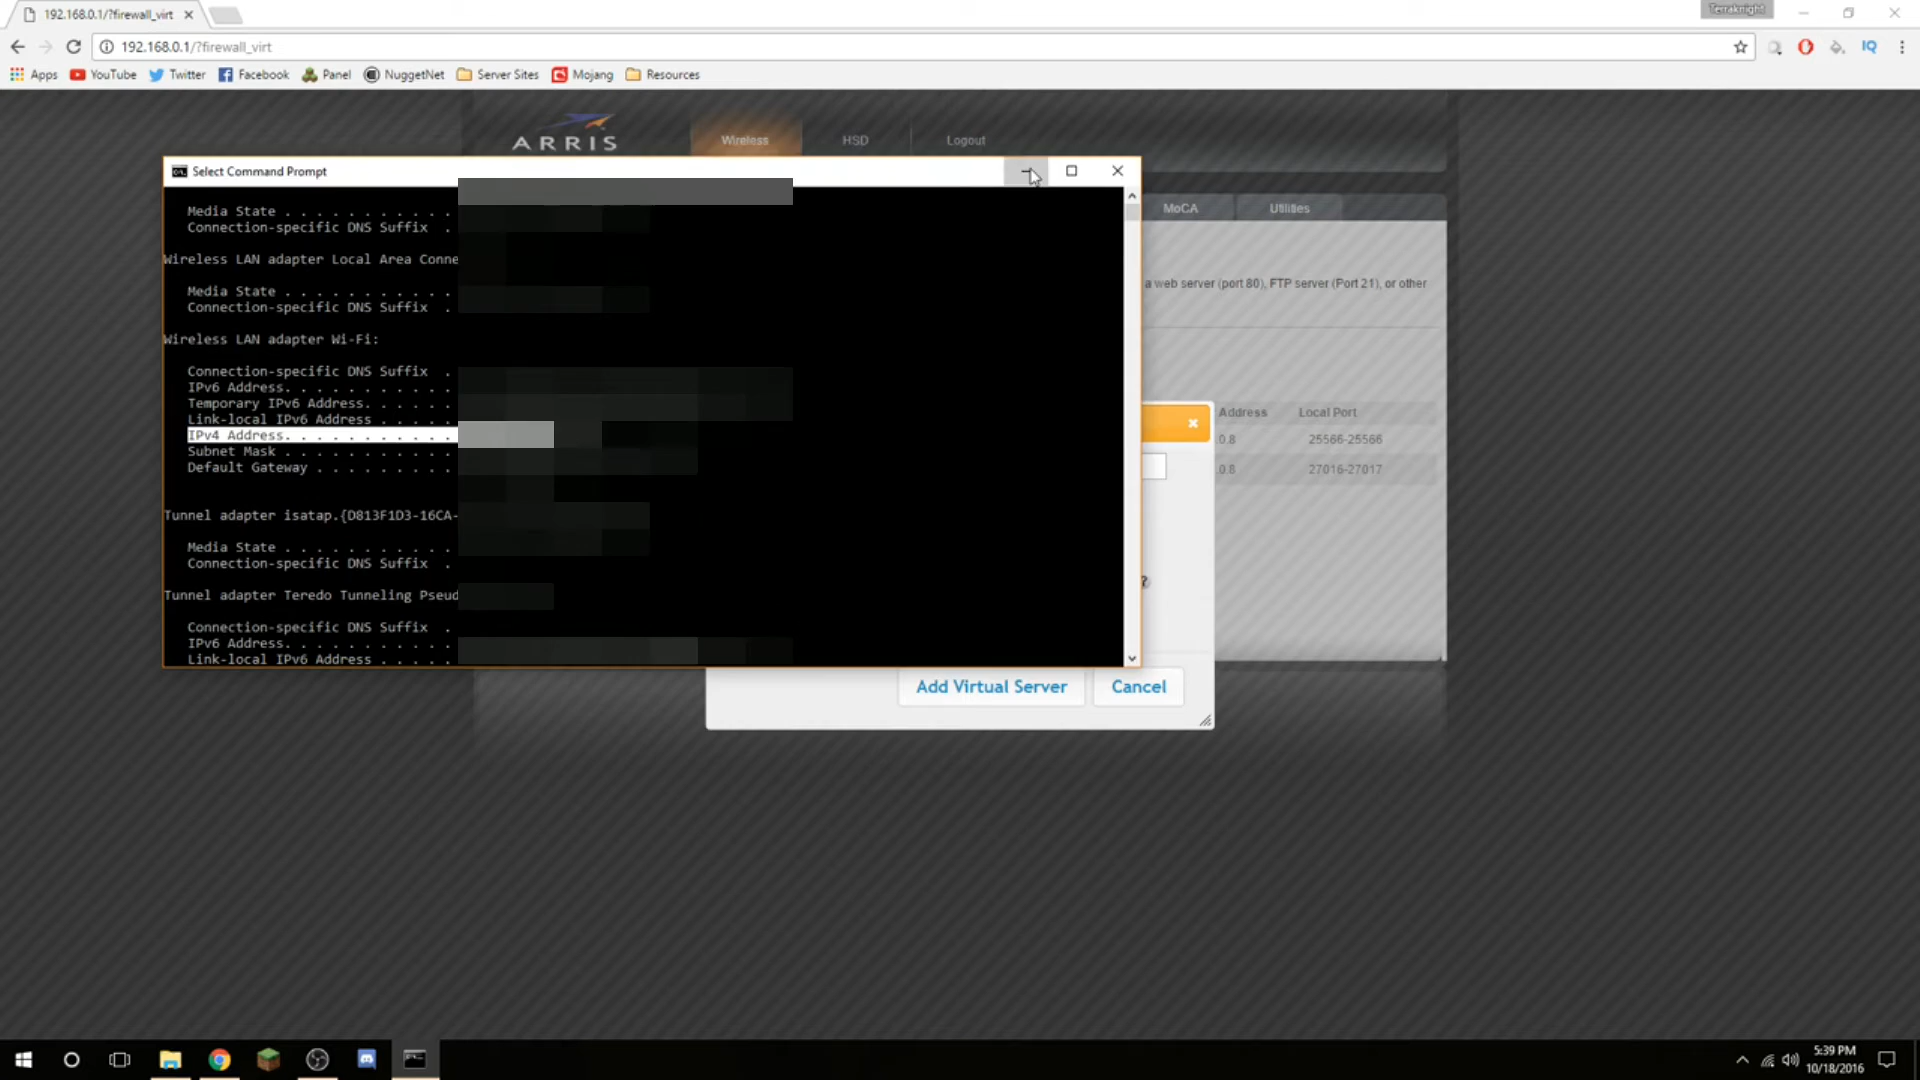 192.168.0.1/?firewall_virt
Terraknight
192.168.0.1/?firewall_virt
IQ
Apps YouTube Twitter Facebook Panel NuggetNet Server Sites Mojang Resources
ARRIS Wireless HSD Logout
Select Command Prompt
MoCA Utilities
Media State . . . . . . . . . . .
Connection-specific DNS Suffix  .
Wireless LAN adapter Local Area Conne
a web server (port 80), FTP server (Port 21), or other
Media State . . . . . . . . . . .
Connection-specific DNS Suffix  .
Wireless LAN adapter Wi-Fi:
Connection-specific DNS Suffix  .
IPv6 Address. . . . . . . . . . .
Temporary IPv6 Address. . . . . .
Link-local IPv6 Address . . . . .
IPv4 Address. . . . . . . . . . .
Subnet Mask . . . . . . . . . . .
Default Gateway . . . . . . . . .
Address Local Port
.0.8 25566-25566
.0.8 27016-27017
Tunnel adapter isatap.{D813F1D3-16CA-
Media State . . . . . . . . . . .
Connection-specific DNS Suffix  .
?
Tunnel adapter Teredo Tunneling Pseud
Connection-specific DNS Suffix  .
IPv6 Address. . . . . . . . . . .
Link-local IPv6 Address . . . . .
Add Virtual Server Cancel
5:39 PM
10/18/2016